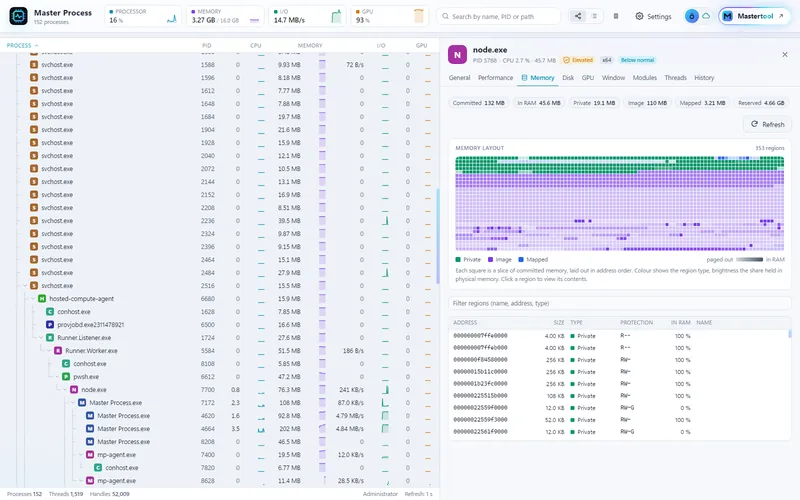 Master Process
152 processes
PROCESSOR
16 %
MEMORY
3.27 GB / 16.0 GB
I/O
14.7 MB/s
GPU
93 %
Search by name, PID or path
Settings
Mastertool
PROCESS PID CPU MEMORY I/O GPU
svchost.exe 1588 0 9.93 MB 72 B/s
svchost.exe 1596 0 8.18 MB
svchost.exe 1612 0 7.77 MB
svchost.exe 1648 0 7.88 MB
svchost.exe 1684 0 19.7 MB
svchost.exe 1904 0 21.6 MB
svchost.exe 1928 0 15.9 MB
svchost.exe 2040 0 12.1 MB
svchost.exe 2072 0 10.5 MB
svchost.exe 2144 0 13.1 MB
svchost.exe 2152 0 16.9 MB
svchost.exe 2208 0 8.51 MB
svchost.exe 2236 0 39.5 MB
svchost.exe 2324 0 9.87 MB
svchost.exe 2396 0 9.15 MB
svchost.exe 2464 0 15.1 MB
svchost.exe 2484 0 27.9 MB
svchost.exe 2516 0 15.5 MB
hosted-compute-agent 6680 0 15.9 MB
conhost.exe 1628 0 7.85 MB
provjobd.exe2311478921 6500 0 16.6 MB
Runner.Listener.exe 1724 0 27.6 MB
Runner.Worker.exe 5584 0 51.5 MB 186 B/s
conhost.exe 8108 0 5.85 MB
pwsh.exe 6612 0 47.2 MB
node.exe 7700 0.8 76.3 MB 241 KB/s
Master Process.exe 7172 2.3 108 MB 87.0 KB/s
Master Process.exe 4620 1.6 92.8 MB 4.79 MB/s
Master Process.exe 4664 3.5 202 MB 4.84 MB/s
Master Process.exe 8208 0 46.5 MB
mp-agent.exe 7400 0 19.5 MB 12.0 KB/s
conhost.exe 7820 0 6.77 MB
mp-agent.exe 8628 0 11.4 MB 28.5 KB/s
Processes 152 Threads 1,519 Handles 52,009 Administrator Refresh: 1 s
N
node.exe
PID 5788 · CPU 2.7 % · 45.7 MB Elevated x64 Below normal
General Performance Memory Disk GPU Window Modules Threads History
Committed 132 MB In RAM 45.6 MB Private 19.1 MB Image 110 MB Mapped 3.21 MB Reserved 4.66 GB
Refresh
MEMORY LAYOUT 353 regions
Private Image Mapped paged out in RAM
Each square is a slice of committed memory, laid out in address order. Colour shows the region type, brightness the share held in
physical memory. Click a region to view its contents.
Filter regions (name, address, type)
ADDRESS SIZE TYPE PROTECTION IN RAM NAME
000000007ffe0000 4.00 KB Private R-- 100 %
000000007ffeb000 4.00 KB Private R-- 100 %
000000f84580000 256 KB Private RW- 100 %
0000015b11c0000 256 KB Private RW- 100 %
000001b23fc0000 256 KB Private RW- 100 %
00000225515b000 108 KB Private RW- 100 %
00000022559f0000 12.0 KB Private RW-G 0 %
00000022559f3000 52.0 KB Private RW- 100 %
00000022561f0000 12.0 KB Private RW-G 0 %